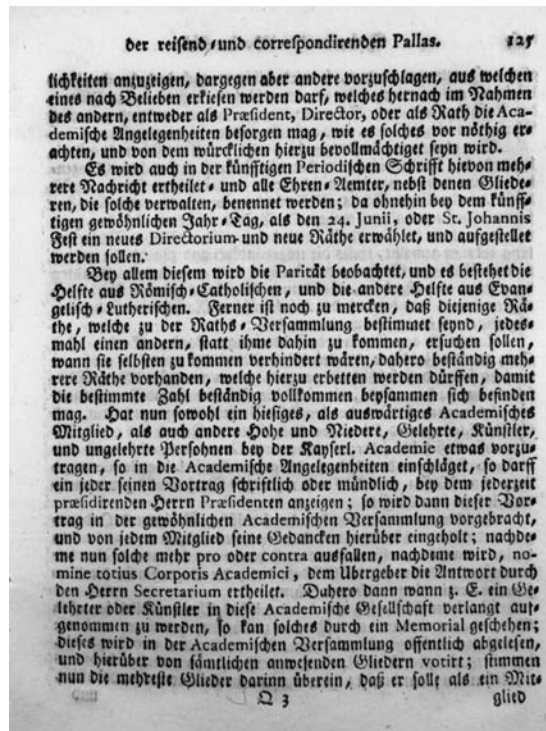 der reisend-und correspondirenden Pallas. 125
lichkeiten anzuzeigen, dargegen aber andere vorzuschlagen, aus welchen
eines nach Belieben erkiesen werden darf, welches hernach im Nahmen
des andern, entweder als Præsident, Director, oder als Rath die Aca-
demische Angelegenheiten besorgen mag, wie es solches vor nöthig er-
achten, und von dem würcklichen hierzu bevollmächtiget seyn wird.
Es wird auch in der künfftigen Periodischen Schrifft hievon meh-
rere Nachricht ertheilet- und alle Ehren-Aemter, nebst denen Gliede-
ren, die solche verwalten, benennet werden; da ohnehin bey dem künff-
tigen gewöhnlichen Jahr-Tag, als den 24. Junii, oder St. Johannis
Fest ein neues Directorium- und neue Räthe erwählet, und aufgestellet
werden sollen.
Bey allem diesem wird die Parität beobachtet, und es bestehet die
Helfte aus Römisch-Catholischen, und die andere Helfte aus Evan-
gelisch-Lutherischen. Ferner ist noch zu mercken, daß diejenige Rä-
the, welche zu der Raths-Versammlung bestimmet seynd, jedes-
mahl einen andern, statt ihme dahin zu kommen, ersuchen sollen,
wann sie selbsten zu kommen verhindert wären, dahero beständig meh-
rere Räthe vorhanden, welche hierzu erbetten werden dürffen, damit
die bestimmte Zahl beständig vollkommen beysammen sich befinden
mag. Hat nun sowohl ein hiesiges, als auswärtiges Academisches
Mitglied, als auch andere Hohe und Niedere, Gelehrte, Künstler,
und ungelehrte Persohnen bey der Kayserl. Academie etwas vorzu-
tragen, so in die Academische Angelegenheiten einschläget, so darff
ein jeder seinen Vortrag schriftlich oder mündlich, bey dem jederzeit
præsidirenden Herrn Præsidenten anzeigen; so wird dann dieser Vor-
trag in der gewöhnlichen Academischen Versammlung vorgebracht,
und von jedem Mitglied seine Gedancken hierüber eingeholt; nachde-
me nun solche mehr pro oder contra ausfallen, nachdeme wird, no-
mine totius Corporis Academici, dem Ubergeber die Antwort durch
den Herrn Secretarium ertheilet. Dahero dann wann z. E. ein Ge-
lehrter oder Künstler in diese Academische Gesellschaft verlangt auf-
genommen zu werden, so kan solches durch ein Memorial geschehen;
dieses wird in der Academischen Versammlung offentlich abgelesen,
und hierüber von sämtlichen anwesenden Gliedern votirt; stimmen
nun die mehreste Glieder darinn überein, daß er solle als ein Mit-
Q 3 glied